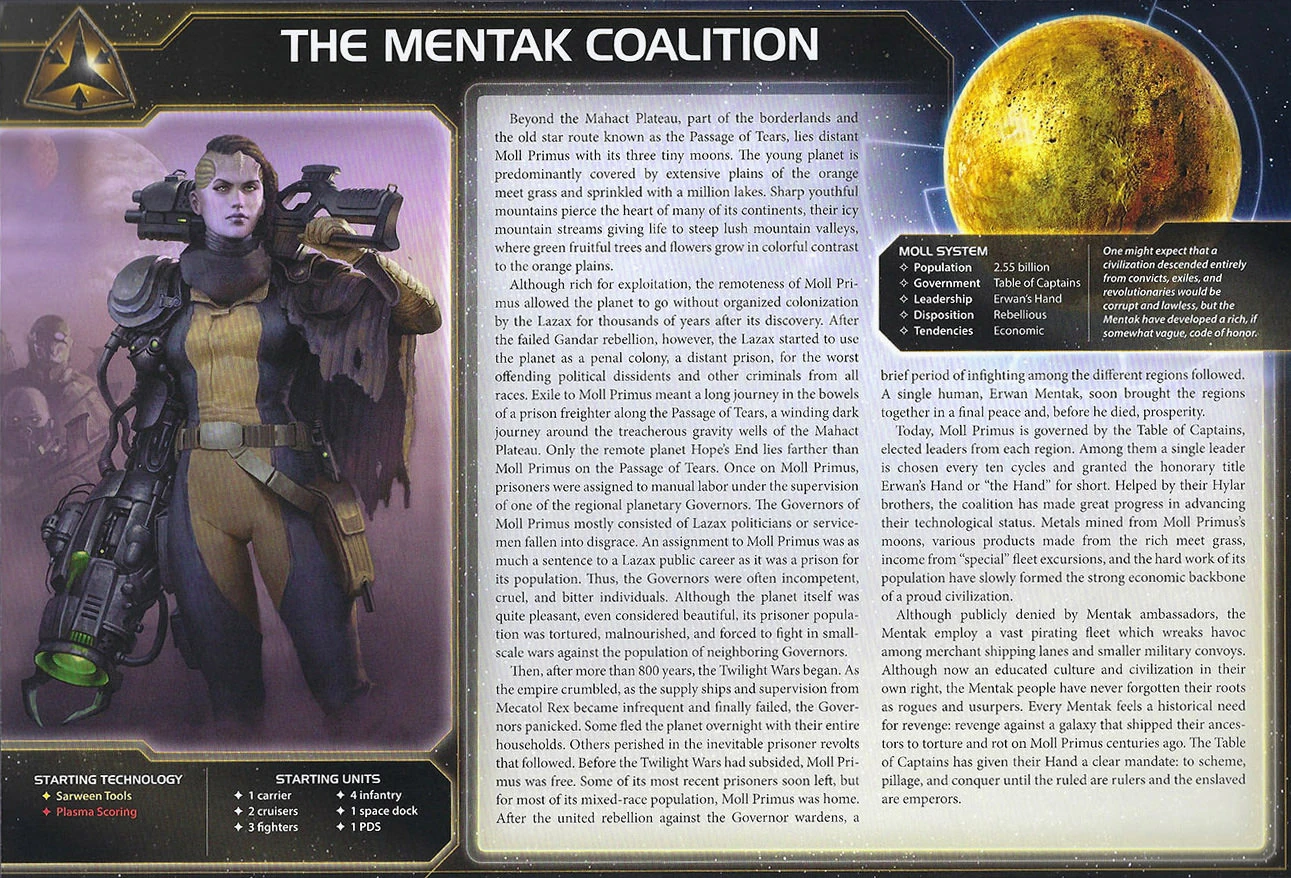 THE MENTAK COALITION
Beyond the Mahact Plateau, part of the borderlands and
the old star route known as the Passage of Tears, lies distant
Moll Primus with its three tiny moons. The young planet is
predominantly covered by extensive plains of the orange
meet grass and sprinkled with a million lakes. Sharp youthful
mountains pierce the heart of many of its continents, their icy
mountain streams giving life to steep lush mountain valleys,
where green fruitful trees and flowers grow in colorful contrast
to the orange plains.
Although rich for exploitation, the remoteness of Moll Pri-
mus allowed the planet to go without organized colonization
by the Lazax for thousands of years after its discovery. After
the failed Gandar rebellion, however, the Lazax started to use
the planet as a penal colony, a distant prison, for the worst
offending political dissidents and other criminals from all
races. Exile to Moll Primus meant a long journey in the bowels
of a prison freighter along the Passage of Tears, a winding dark
journey around the treacherous gravity wells of the Mahact
Plateau. Only the remote planet Hope's End lies farther than
Moll Primus on the Passage of Tears. Once on Moll Primus,
prisoners were assigned to manual labor under the supervision
of one of the regional planetary Governors. The Governors of
Moll Primus mostly consisted of Lazax politicians or service-
men fallen into disgrace. An assignment to Moll Primus was as
much a sentence to a Lazax public career as it was a prison for
its population. Thus, the Governors were often incompetent,
cruel, and bitter individuals. Although the planet itself was
quite pleasant, even considered beautiful, its prisoner popula-
tion was tortured, malnourished, and forced to fight in small-
scale wars against the population of neighboring Governors.
Then, after more than 800 years, the Twilight Wars began. As
the empire crumbled, as the supply ships and supervision from
Mecatol Rex became infrequent and finally failed, the Gover-
nors panicked. Some fled the planet overnight with their entire
households. Others perished in the inevitable prisoner revolts
that followed. Before the Twilight Wars had subsided, Moll Pri-
mus was free. Some of its most recent prisoners soon left, but
for most of its mixed-race population, Moll Primus was home.
After the united rebellion against the Governor wardens, a
MOLL SYSTEM
Population 2.55 billion
Government Table of Captains
Leadership Erwan's Hand
Disposition Rebellious
Tendencies Economic
One might expect that a
civilization descended entirely
from convicts, exiles, and
revolutionaries would be
corrupt and lawless, but the
Mentak have developed a rich, if
somewhat vague, code of honor.
brief period of infighting among the different regions followed.
A single human, Erwan Mentak, soon brought the regions
together in a final peace and, before he died, prosperity.
Today, Moll Primus is governed by the Table of Captains,
elected leaders from each region. Among them a single leader
is chosen every ten cycles and granted the honorary title
Erwan's Hand or "the Hand" for short. Helped by their Hylar
brothers, the coalition has made great progress in advancing
their technological status. Metals mined from Moll Primus's
moons, various products made from the rich meet grass,
income from "special" fleet excursions, and the hard work of its
population have slowly formed the strong economic backbone
of a proud civilization.
Although publicly denied by Mentak ambassadors, the
Mentak employ a vast pirating fleet which wreaks havoc
among merchant shipping lanes and smaller military convoys.
Although now an educated culture and civilization in their
own right, the Mentak people have never forgotten their roots
as rogues and usurpers. Every Mentak feels a historical need
for revenge: revenge against a galaxy that shipped their ances-
tors to torture and rot on Moll Primus centuries ago. The Table
of Captains has given their Hand a clear mandate: to scheme,
pillage, and conquer until the ruled are rulers and the enslaved
are emperors.
STARTING TECHNOLOGY
Sarween Tools
Plasma Scoring
STARTING UNITS
1 carrier
2 cruisers
3 fighters
4 infantry
1 space dock
1 PDS